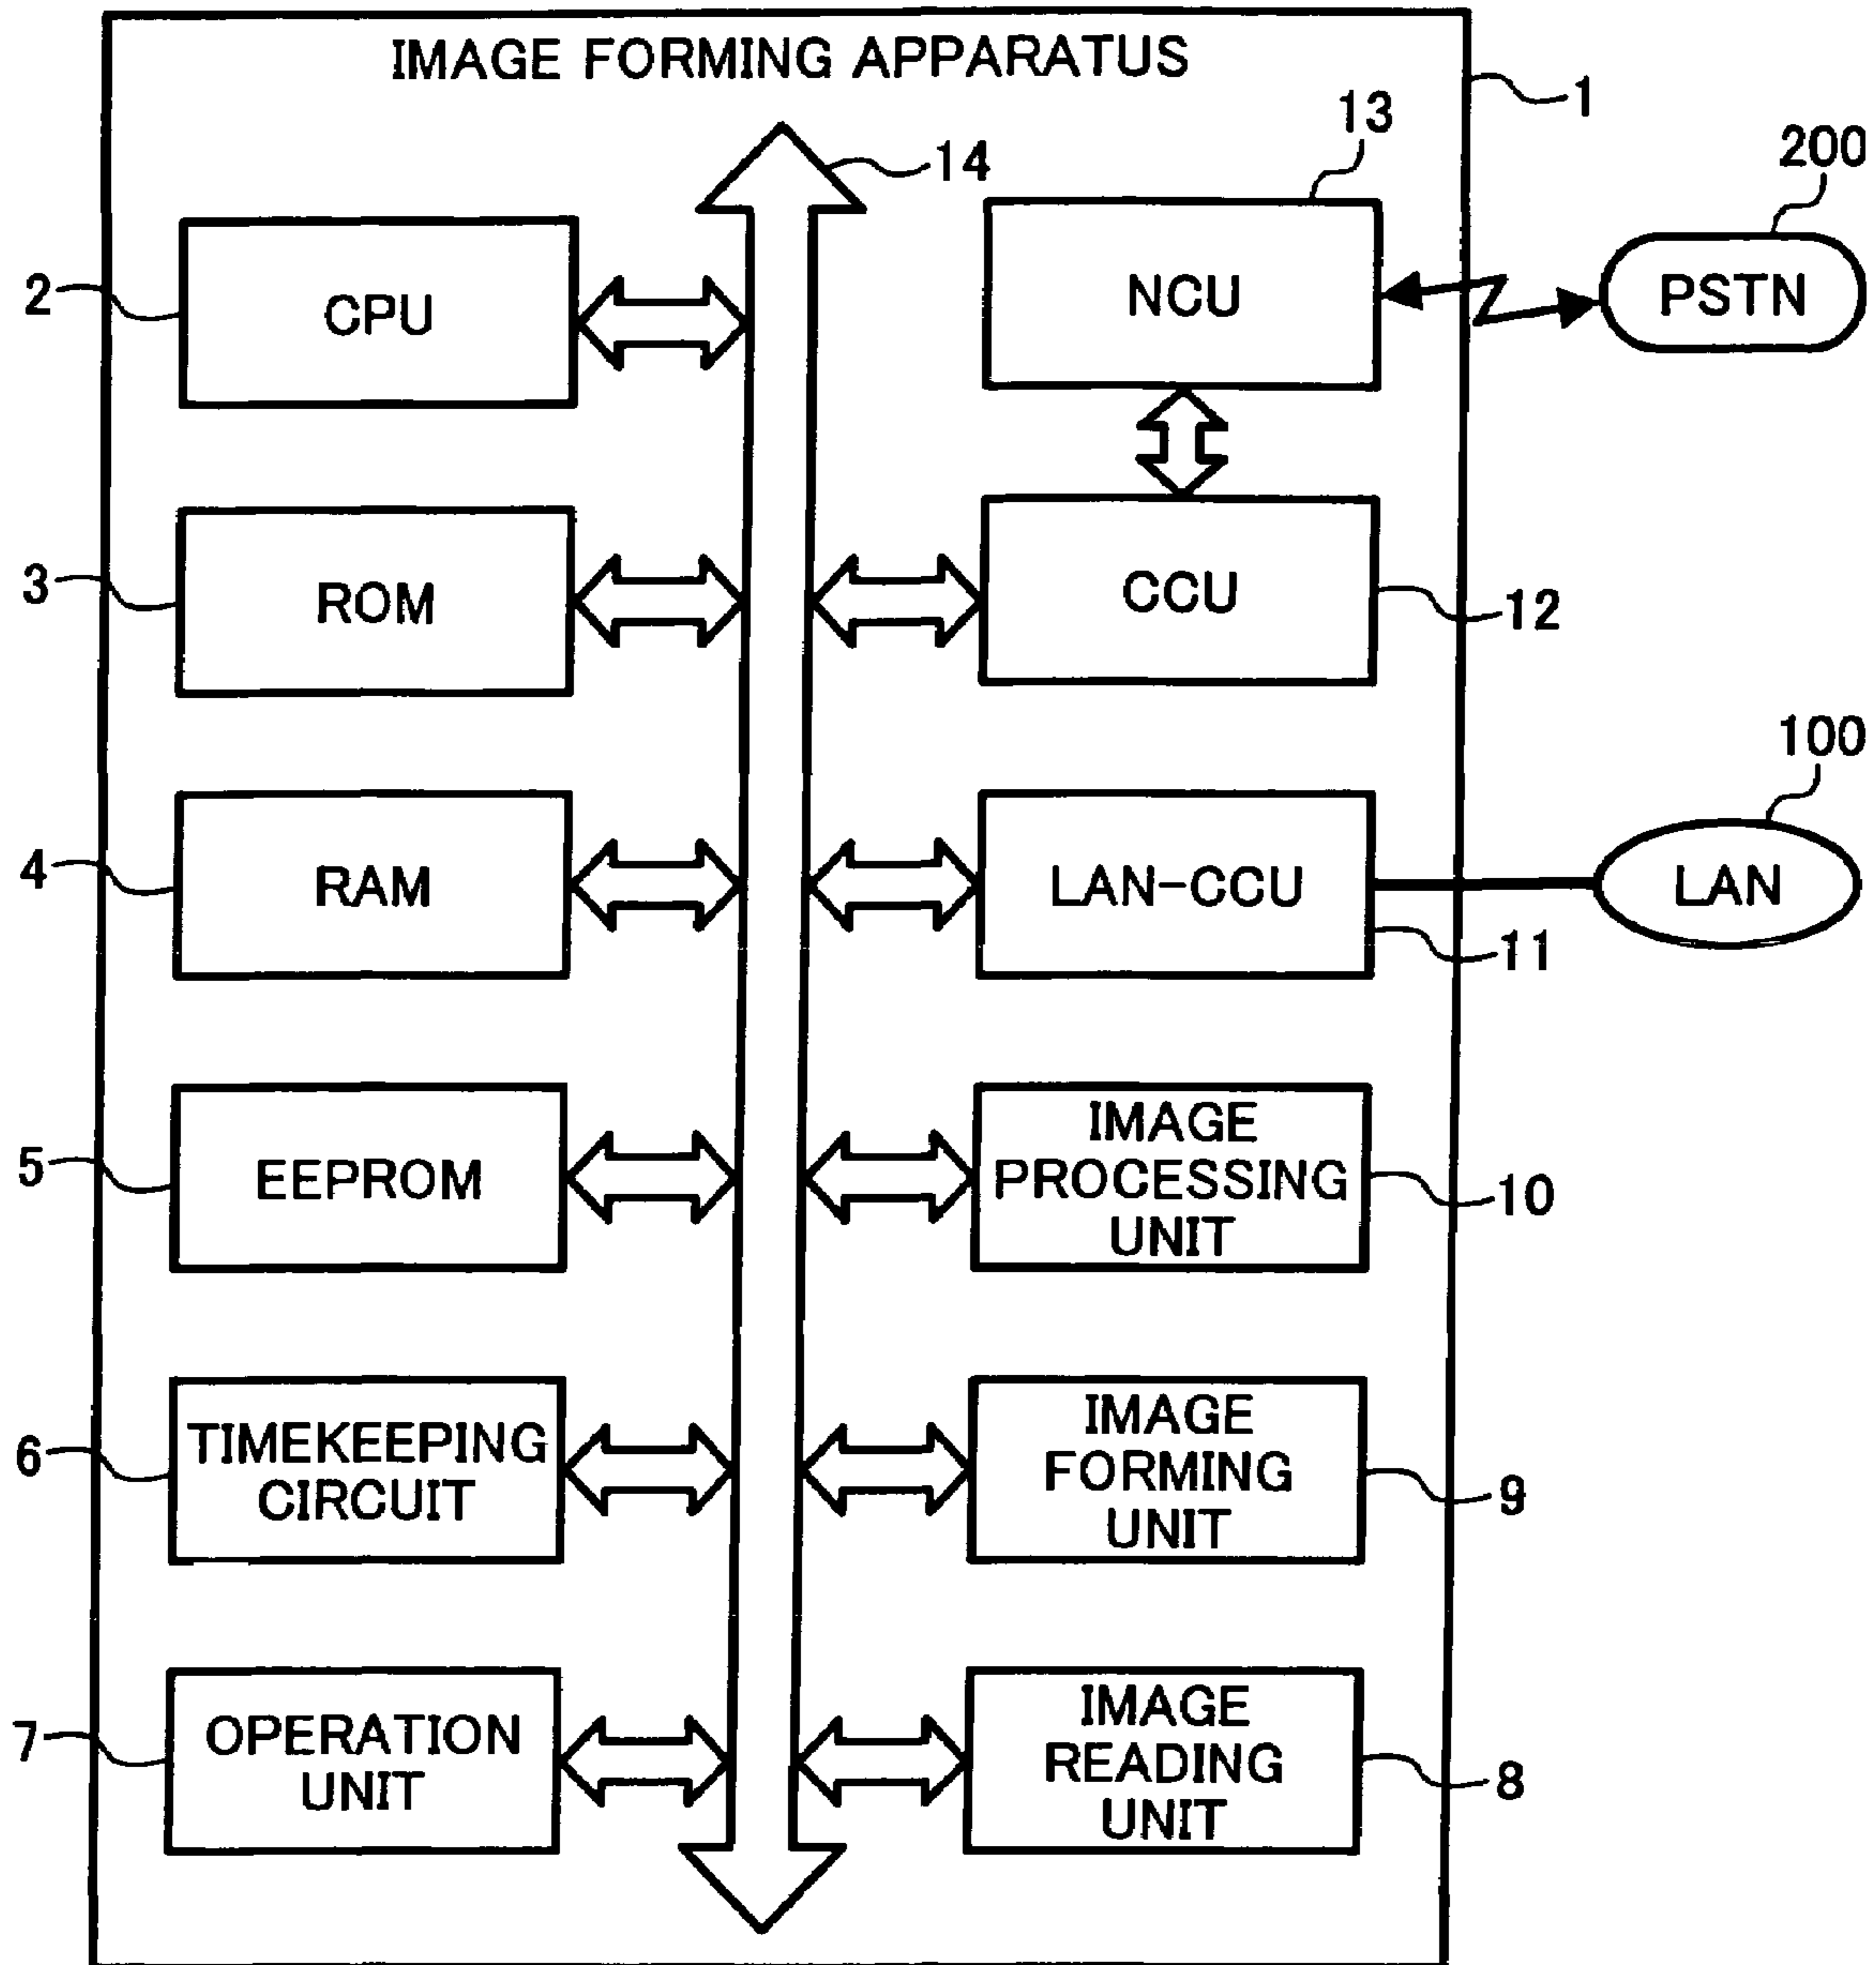 IMAGE FORMING APPARATUS
1
13
14
200
2
CPU
NCU
PSTN
3
ROM
CCU
12
100
4
RAM
LAN-CCU
LAN
11
5
EEPROM
IMAGE
PROCESSING
UNIT
10
6
TIMEKEEPING
CIRCUIT
IMAGE
FORMING
UNIT
9
7
OPERATION
UNIT
IMAGE
READING
UNIT
8